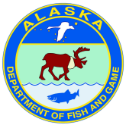 ALASKA
DEPARTMENT OF FISH AND GAME